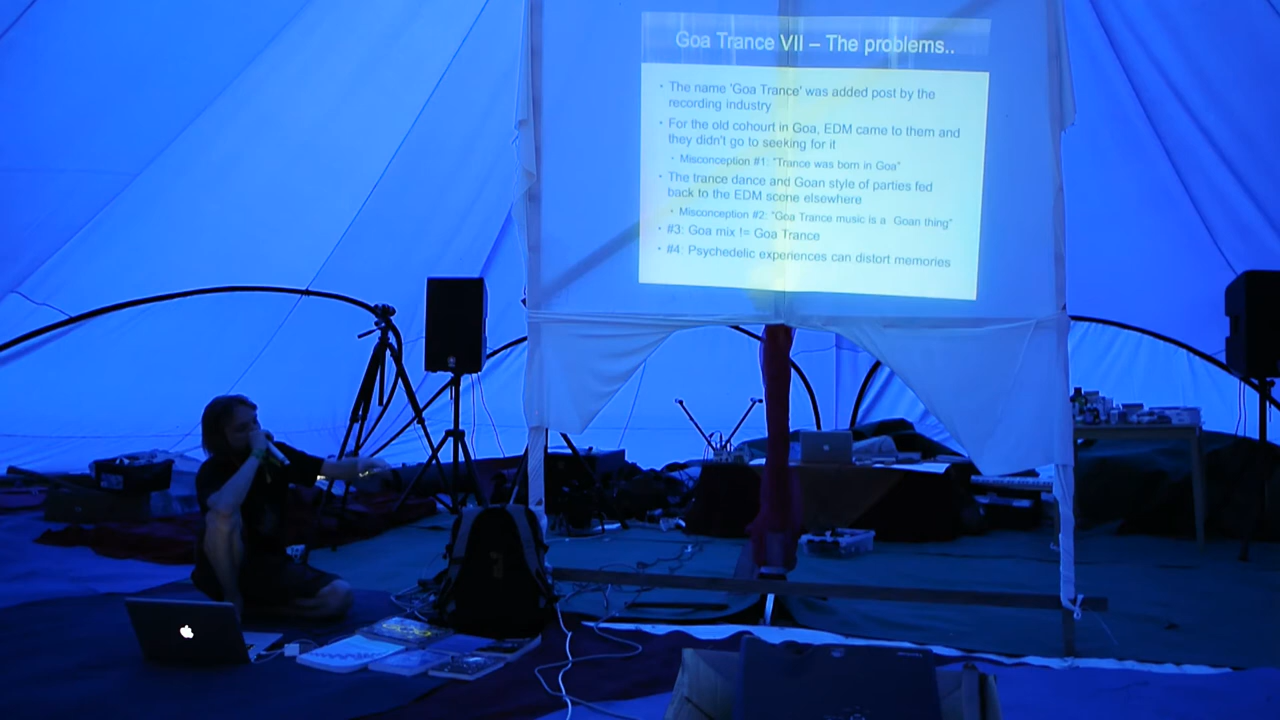 Goa Trance VII – The problems..
• The name 'Goa Trance' was added post by the
recording industry
• For the old cohourt in Goa, EDM came to them and
they didn't go to seeking for it
• Misconception #1: "Trance was born in Goa"
• The trance dance and Goan style of parties fed
back to the EDM scene elsewhere
• Misconception #2: "Goa Trance music is a Goan thing"
• #3: Goa mix != Goa Trance
• #4: Psychedelic experiences can distort memories